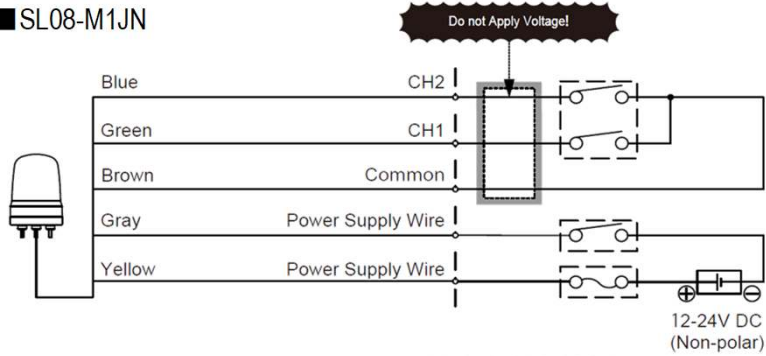 ■SL08-M1JN
Do not Apply Voltage!
Blue CH2
Green CH1
Brown Common
Gray Power Supply Wire
Yellow Power Supply Wire
⊕ ⊖
12-24V DC
(Non-polar)